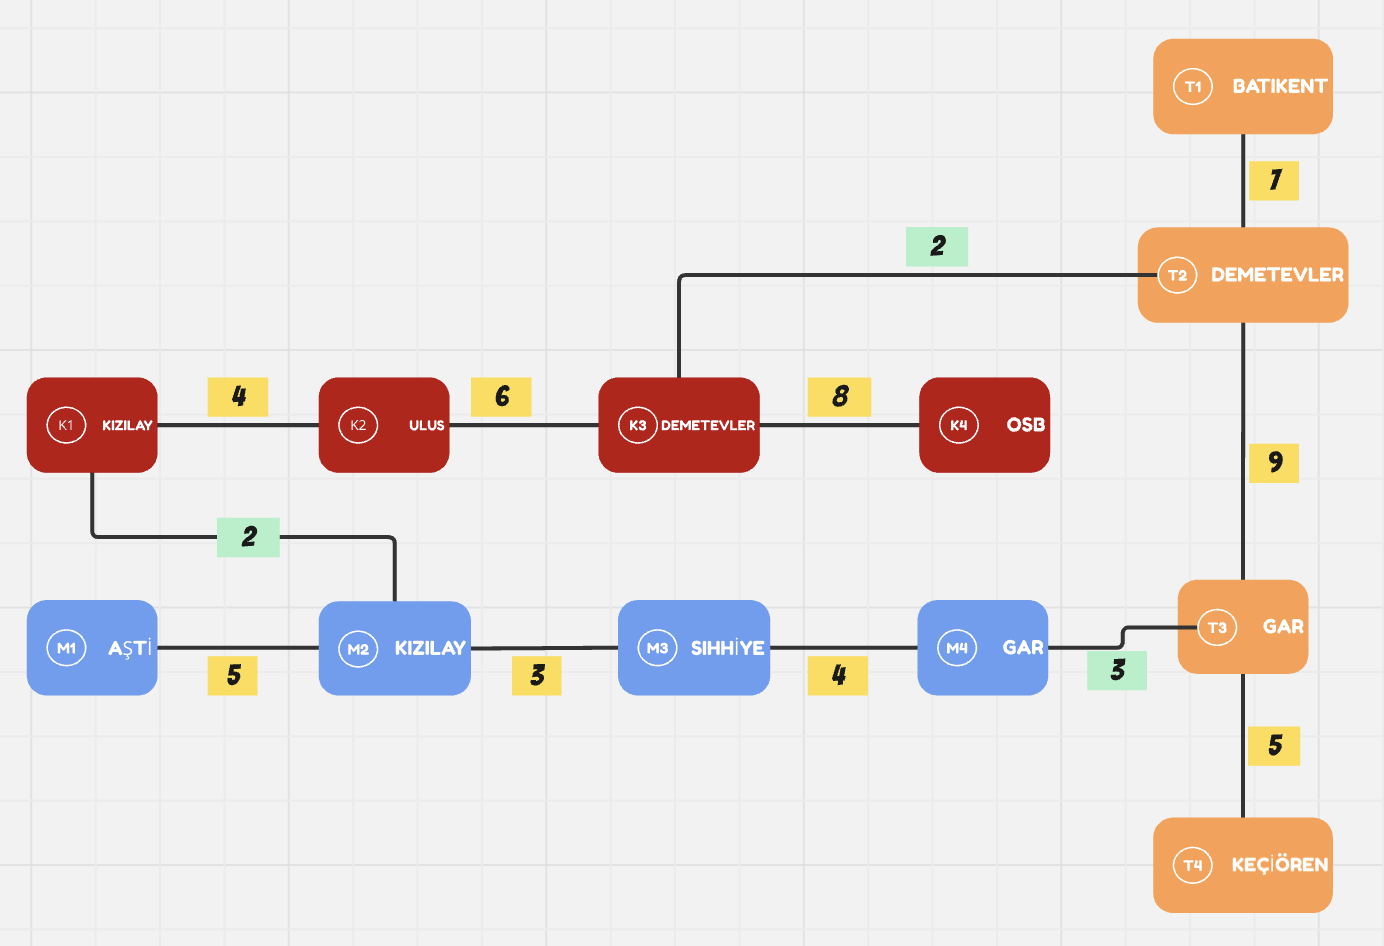 T1 BATIKENT
7
2
T2 DEMETEVLER
4
6
8
K1 KIZILAY
K2 ULUS
K3 DEMETEVLER
K4 OSB
9
2
M1 AŞTİ
M2 KIZILAY
M3 SIHHİYE
M4 GAR
T3 GAR
5
3
4
3
5
T4 KEÇİÖREN